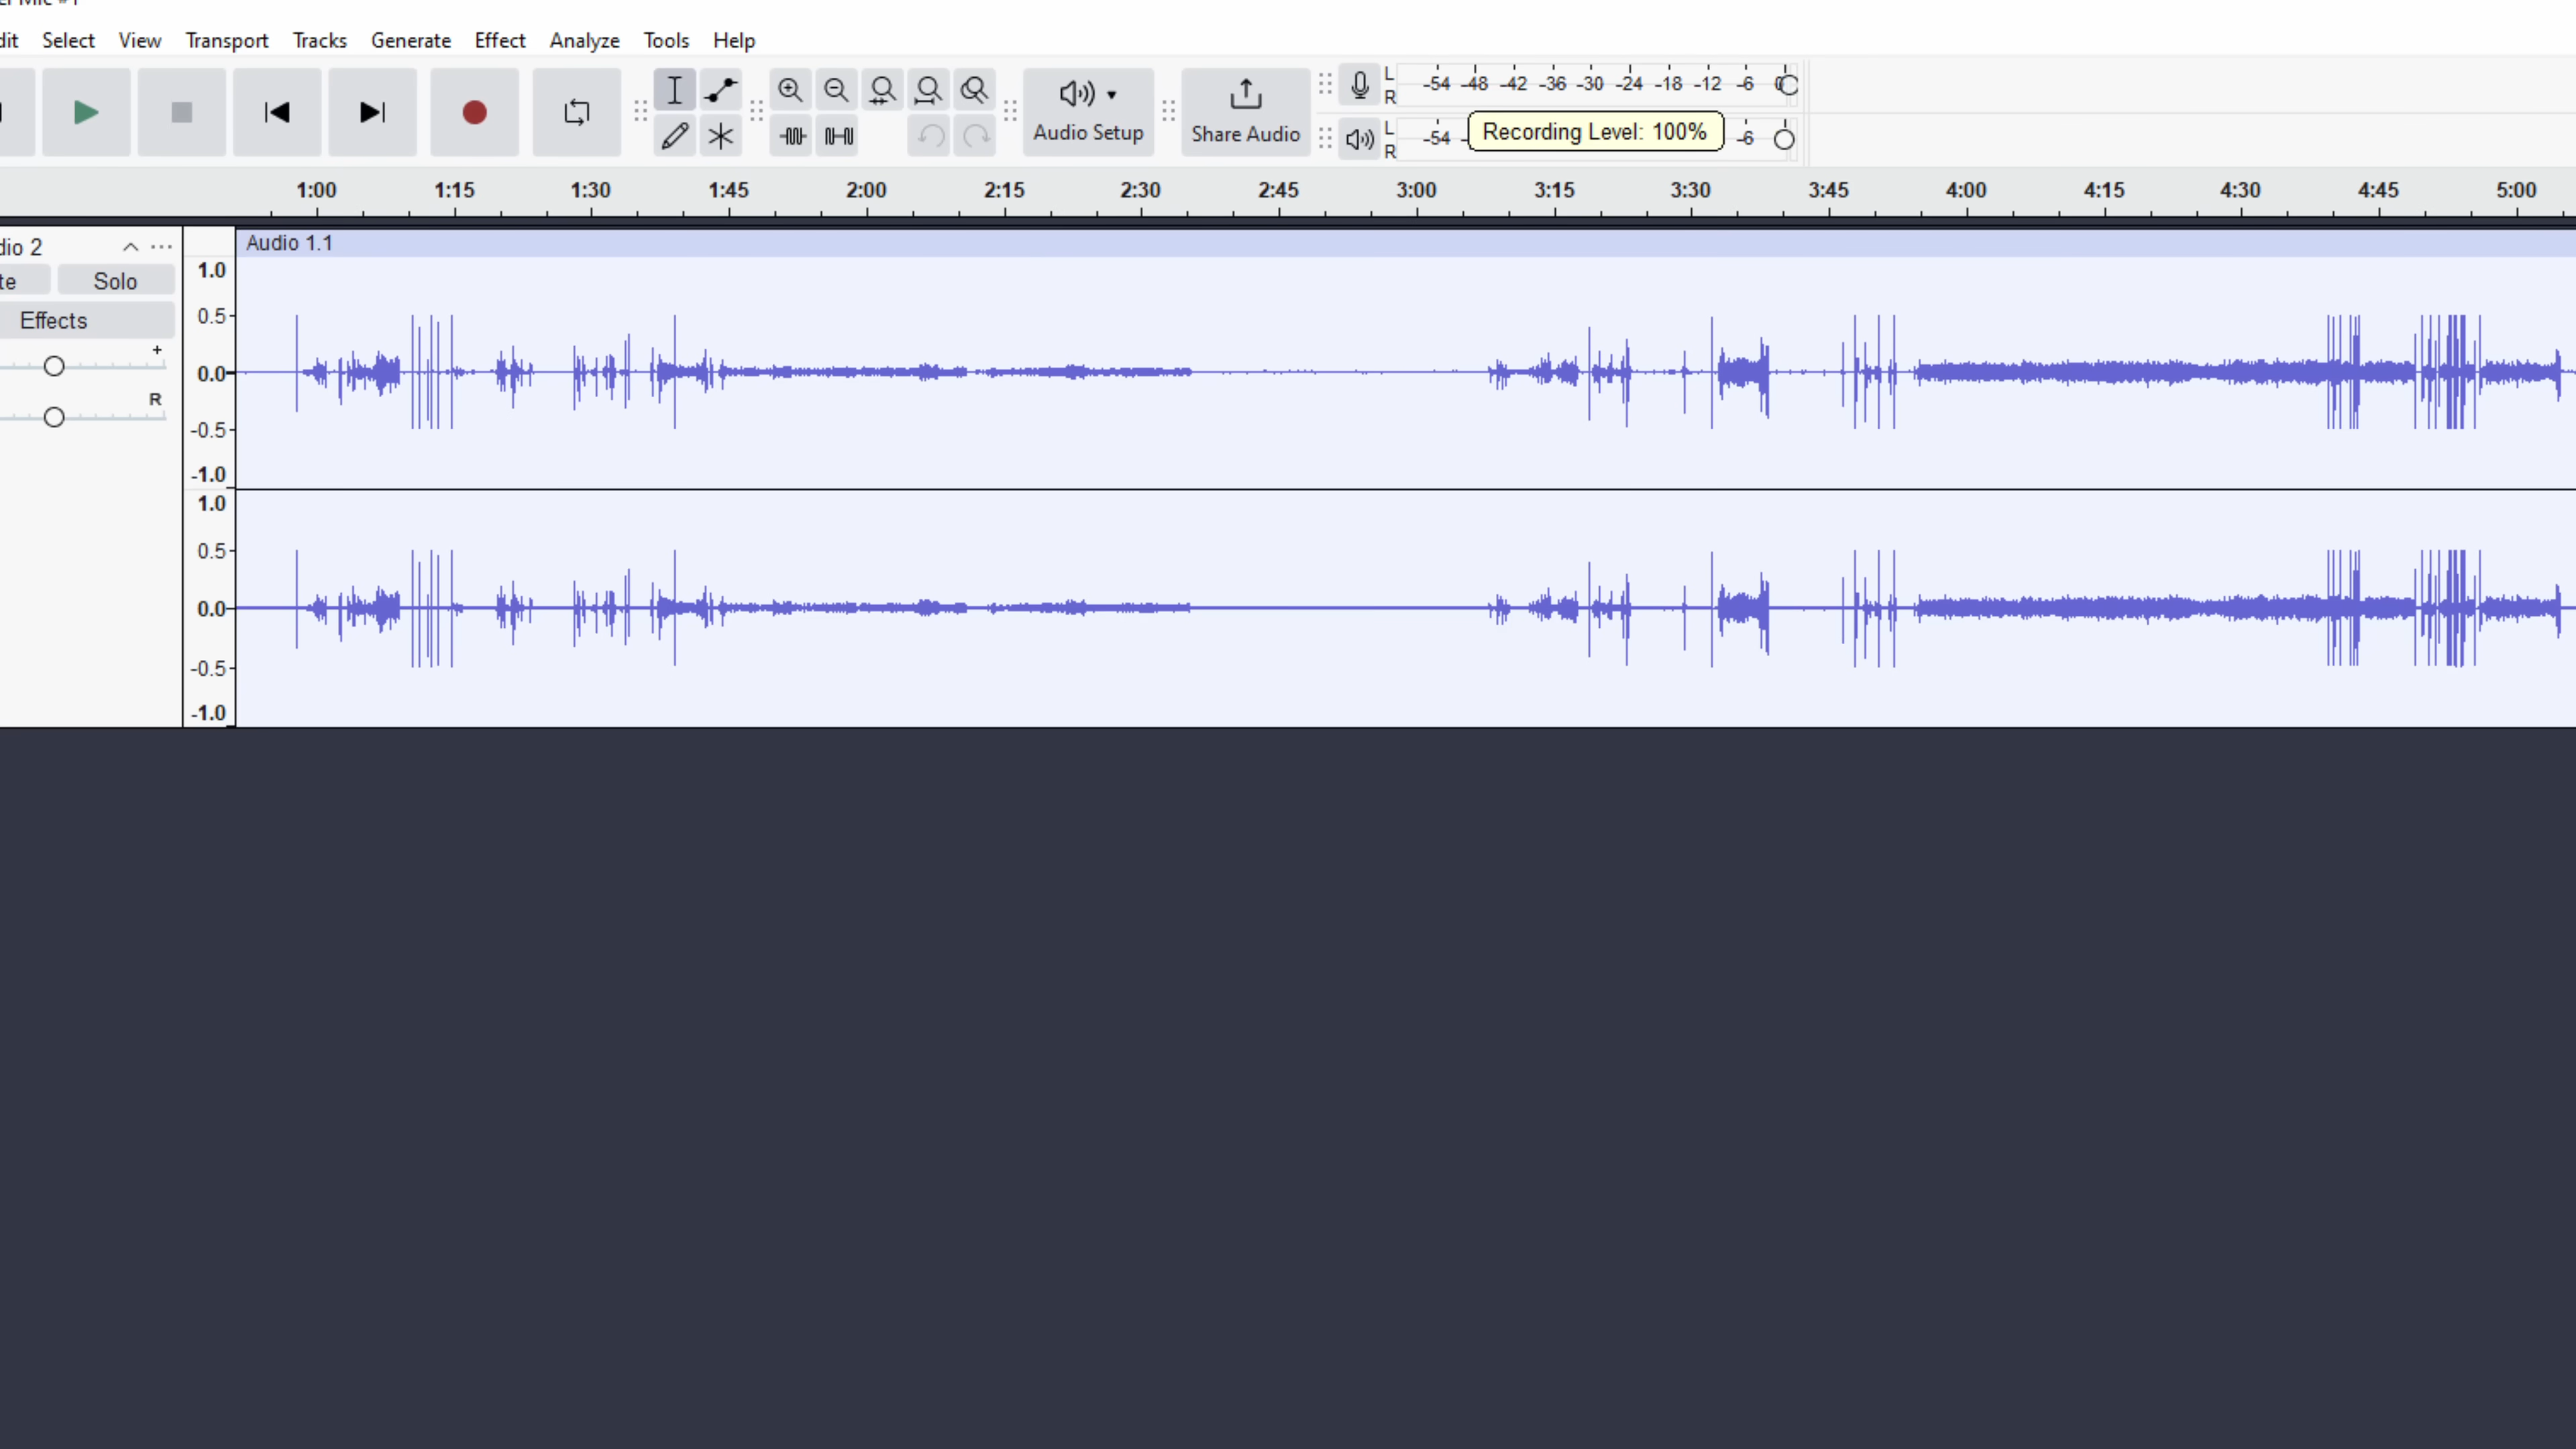 dit Select View Transport Tracks Generate Effect Analyze Tools Help
Audio Setup
Share Audio
L
R
-54 -48 -42 -36 -30 -24 -18 -12 -6 0
L
R
-54 - -6
Recording Level: 100%
1:00 1:15 1:30 1:45 2:00 2:15 2:30 2:45 3:00 3:15 3:30 3:45 4:00 4:15 4:30 4:45 5:00
dio 2 ...
te Solo
Effects
+
R
Audio 1.1
1.0
0.5
0.0
-0.5
-1.0
1.0
0.5
0.0
-0.5
-1.0